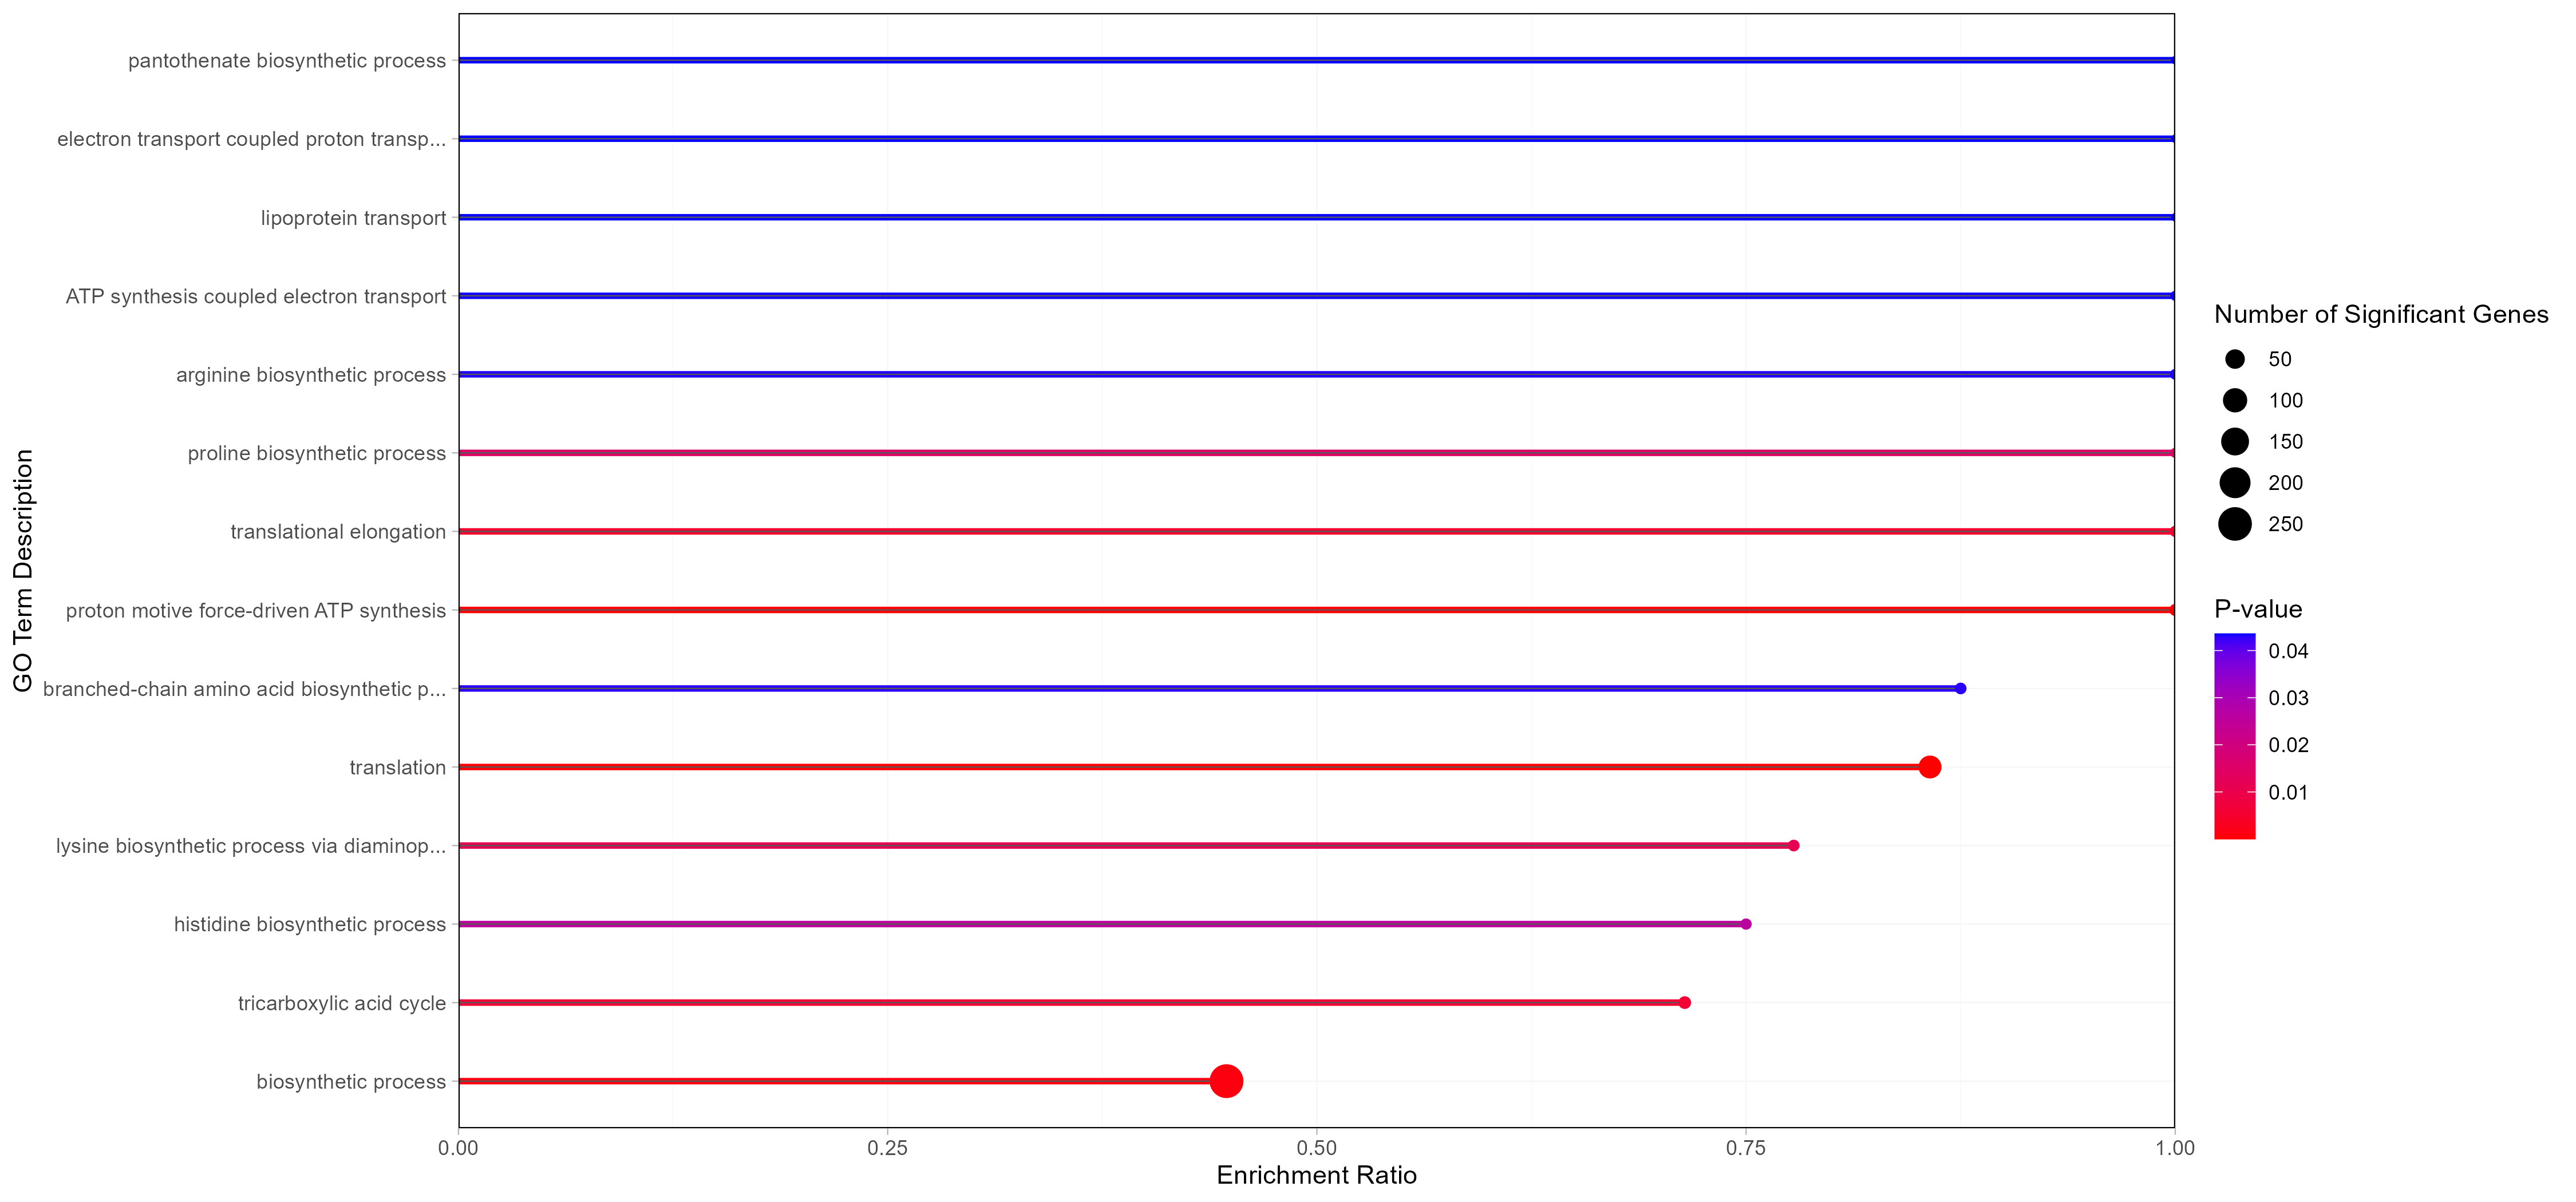 GO Term Description
pantothenate biosynthetic process
electron transport coupled proton transp...
lipoprotein transport
ATP synthesis coupled electron transport
arginine biosynthetic process
proline biosynthetic process
translational elongation
proton motive force-driven ATP synthesis
branched-chain amino acid biosynthetic p...
translation
lysine biosynthetic process via diaminop...
histidine biosynthetic process
tricarboxylic acid cycle
biosynthetic process
0.00 0.25 0.50 0.75 1.00
Enrichment Ratio
Number of Significant Genes
50
100
150
200
250
P-value
0.04
0.03
0.02
0.01